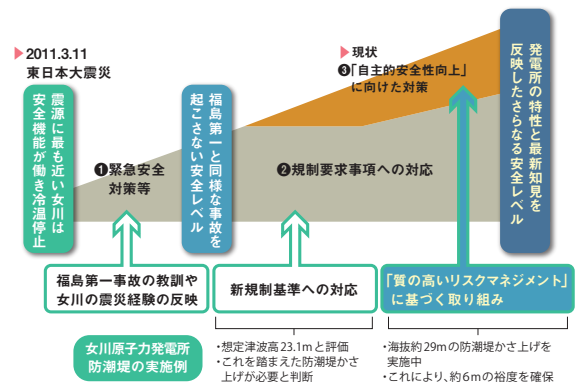 ▶2011.3.11
東日本大震災
震源に最も近い女川は
安全機能が働き冷温停止
❶緊急安全
対策等
福島第一と同様な事故を
起こさない安全レベル
▶現状
❸「自主的安全性向上」
に向けた対策
❷規制要求事項への対応
発電所の特性と最新知見を
反映したさらなる安全レベル
福島第一事故の教訓や
女川の震災経験の反映
新規制基準への対応
「質の高いリスクマネジメント」
に基づく取り組み
女川原子力発電所
防潮堤の実施例
・想定津波高23.1mと評価
・これを踏まえた防潮堤かさ
上げが必要と判断
・海抜約29mの防潮堤かさ上げを
実施中
・これにより、約6mの裕度を確保